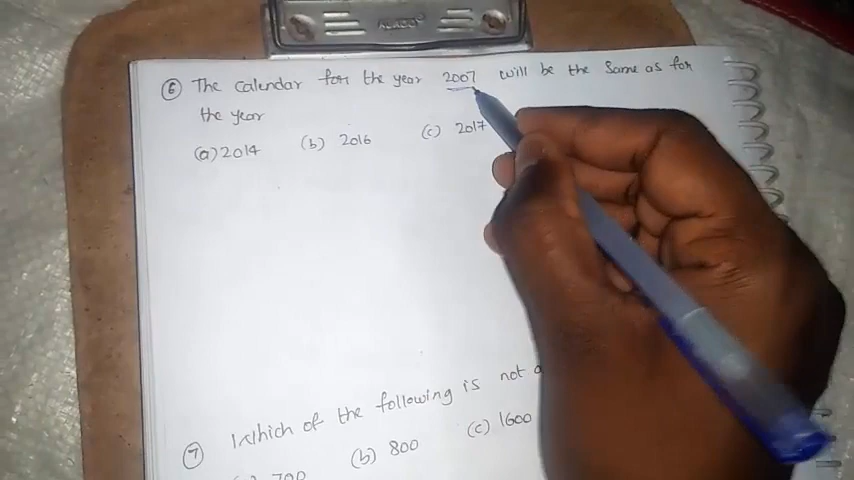 ⑥ The Calendar for the year 2007 will be the Same as for
the year
(a) 2014 (b) 2016 (c) 2017
⑦ Which of the following is not a
700 (b) 800 (c) 1600